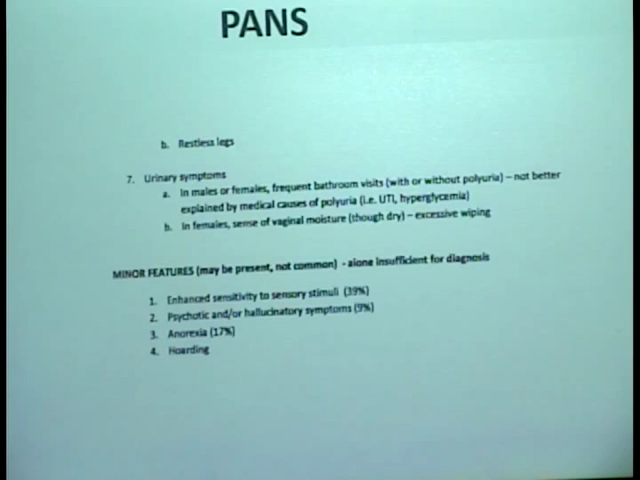 PANS
b. Restless legs
7. Urinary symptoms
a. In males or females, frequent bathroom visits (with or without polyuria) – not better
explained by medical causes of polyuria (i.e. UTI, hyperglycemia)
b. In females, sense of vaginal moisture (though dry) – excessive wiping
MINOR FEATURES (may be present, not common) - alone insufficient for diagnosis
1. Enhanced sensitivity to sensory stimuli (39%)
2. Psychotic and/or hallucinatory symptoms (9%)
3. Anorexia (17%)
4. Hoarding